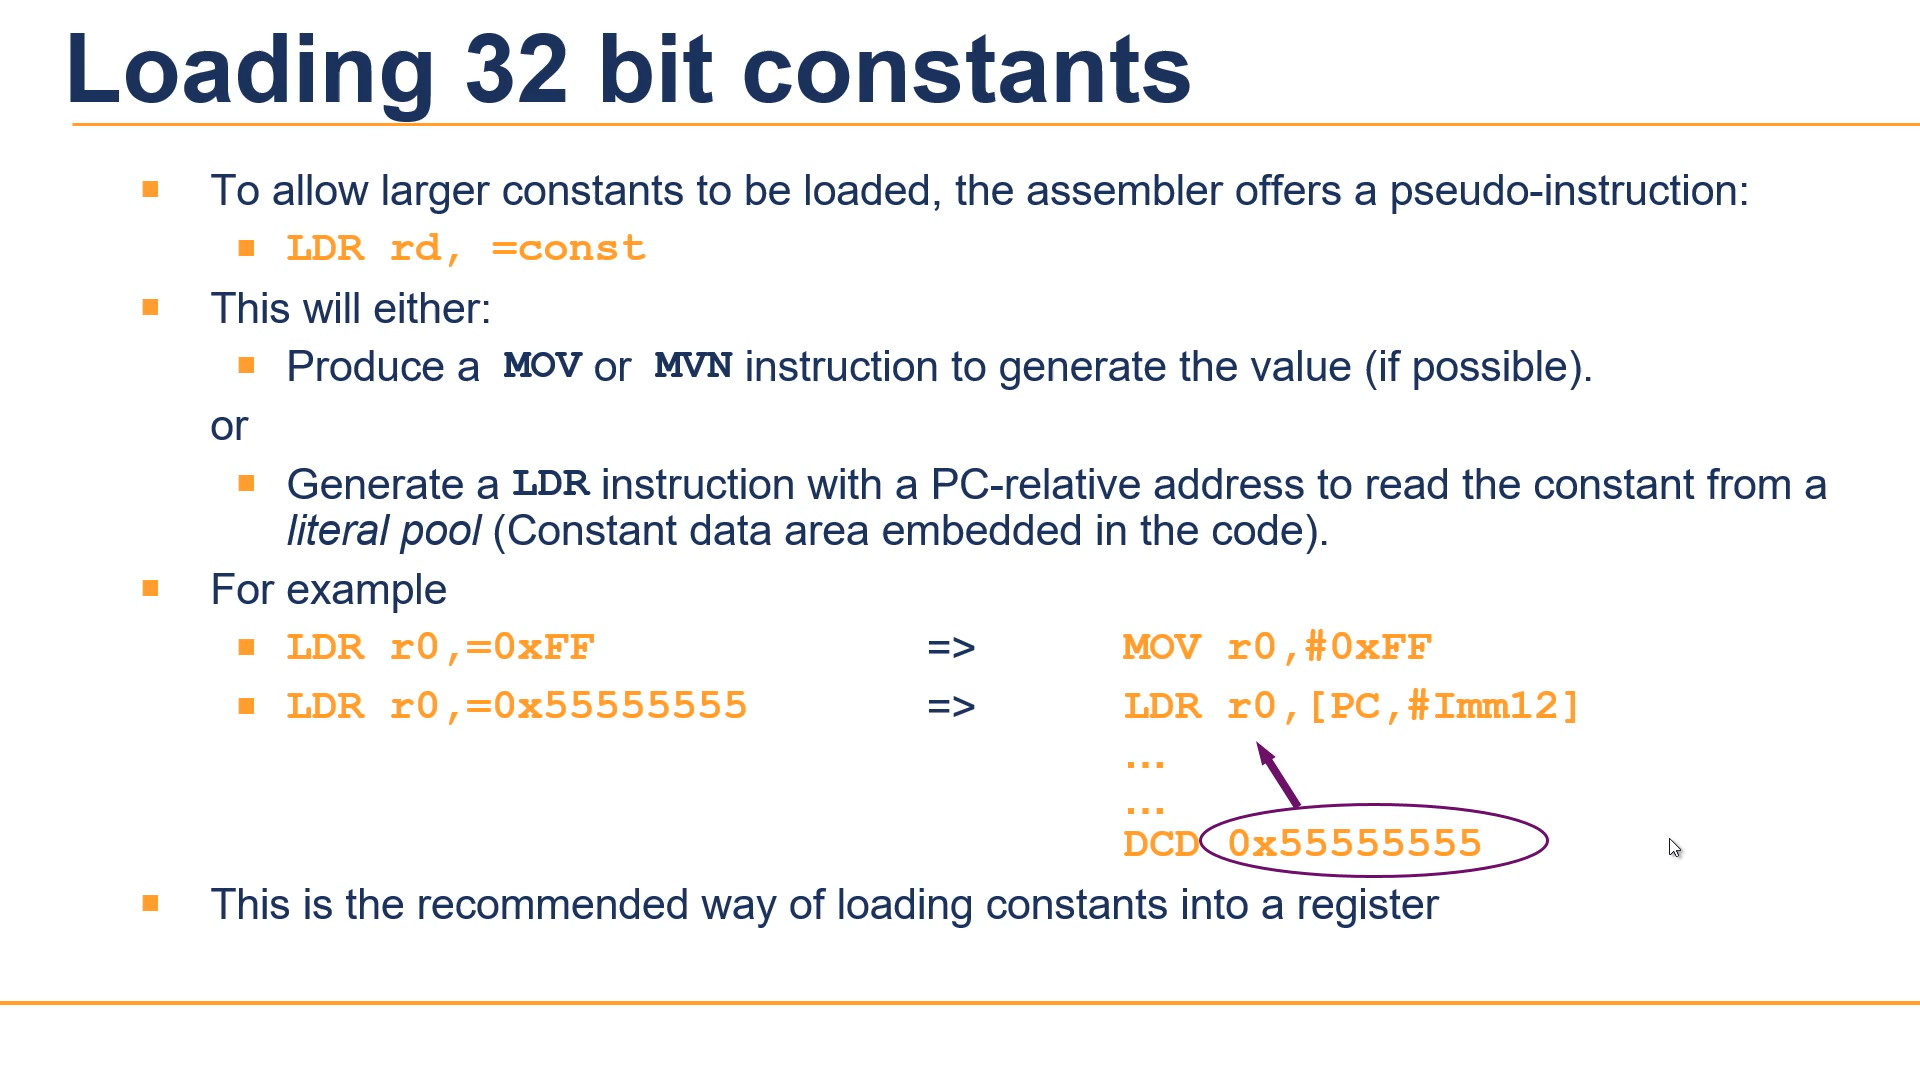 Loading 32 bit constants
To allow larger constants to be loaded, the assembler offers a pseudo-instruction:
LDR rd, =const
This will either:
Produce a MOV or MVN instruction to generate the value (if possible).
or
Generate a LDR instruction with a PC-relative address to read the constant from a
literal pool (Constant data area embedded in the code).
For example
LDR r0,=0xFF => MOV r0,#0xFF
LDR r0,=0x55555555 => LDR r0,[PC,#Imm12]
...
...
DCD 0x55555555
This is the recommended way of loading constants into a register